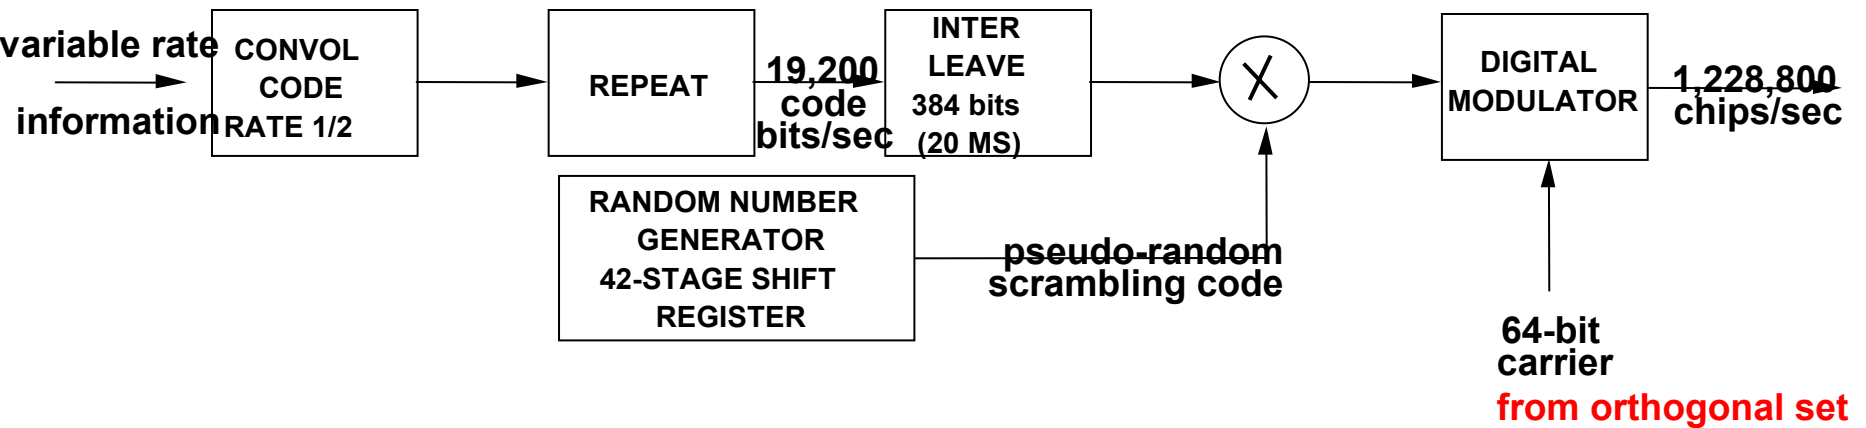 variable rate
information
CONVOL
CODE
RATE 1/2
REPEAT
19,200
code
bits/sec
INTER
LEAVE
384 bits
(20 MS)
X
DIGITAL
MODULATOR
1,228,800
chips/sec
RANDOM NUMBER
GENERATOR
42-STAGE SHIFT
REGISTER
pseudo-random
scrambling code
64-bit
carrier
from orthogonal set